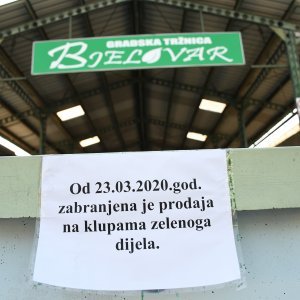 GRADSKA TRŽNICA
BJELOVAR
Od 23.03.2020.god.
zabranjena je prodaja
na klupama zelenoga
dijela.